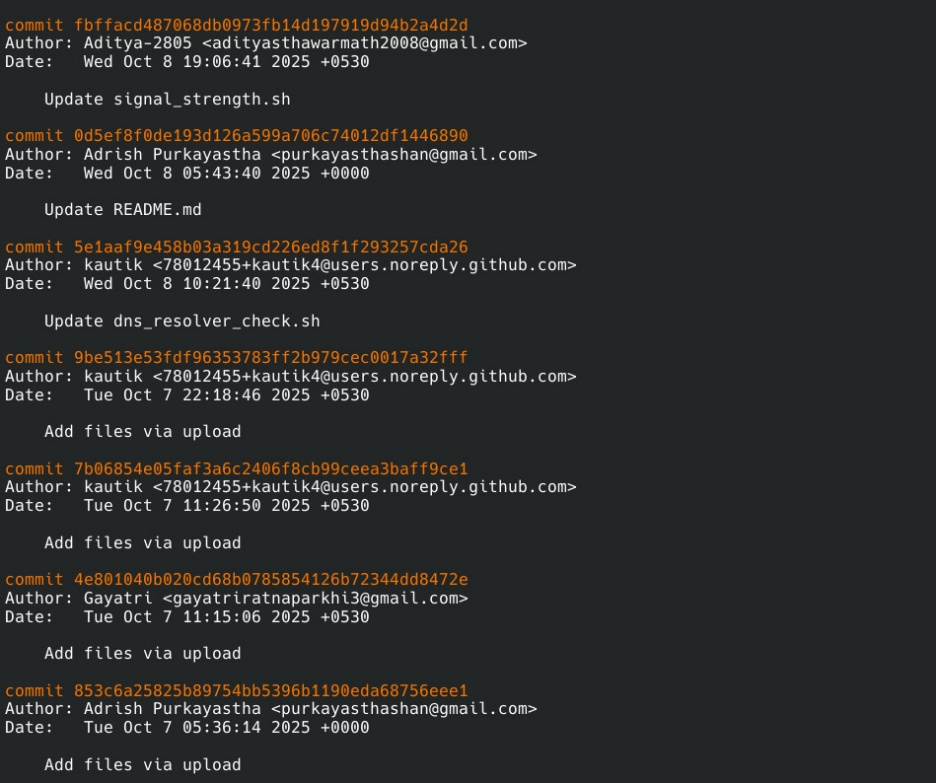 commit fbffacd487068db0973fb14d197919d94b2a4d2d
Author: Aditya-2805 <adityasthawarmath2008@gmail.com>
Date:   Wed Oct 8 19:06:41 2025 +0530
Update signal_strength.sh
commit 0d5ef8f0de193d126a599a706c74012df1446890
Author: Adrish Purkayastha <purkayasthashan@gmail.com>
Date:   Wed Oct 8 05:43:40 2025 +0000
Update README.md
commit 5e1aaf9e458b03a319cd226ed8f1f293257cda26
Author: kautik <78012455+kautik4@users.noreply.github.com>
Date:   Wed Oct 8 10:21:40 2025 +0530
Update dns_resolver_check.sh
commit 9be513e53fdf96353783ff2b979cec0017a32fff
Author: kautik <78012455+kautik4@users.noreply.github.com>
Date:   Tue Oct 7 22:18:46 2025 +0530
Add files via upload
commit 7b06854e05faf3a6c2406f8cb99ceea3baff9ce1
Author: kautik <78012455+kautik4@users.noreply.github.com>
Date:   Tue Oct 7 11:26:50 2025 +0530
Add files via upload
commit 4e801040b020cd68b0785854126b72344dd8472e
Author: Gayatri <gayatriratnaparkhi3@gmail.com>
Date:   Tue Oct 7 11:15:06 2025 +0530
Add files via upload
commit 853c6a25825b89754bb5396b1190eda68756eee1
Author: Adrish Purkayastha <purkayasthashan@gmail.com>
Date:   Tue Oct 7 05:36:14 2025 +0000
Add files via upload